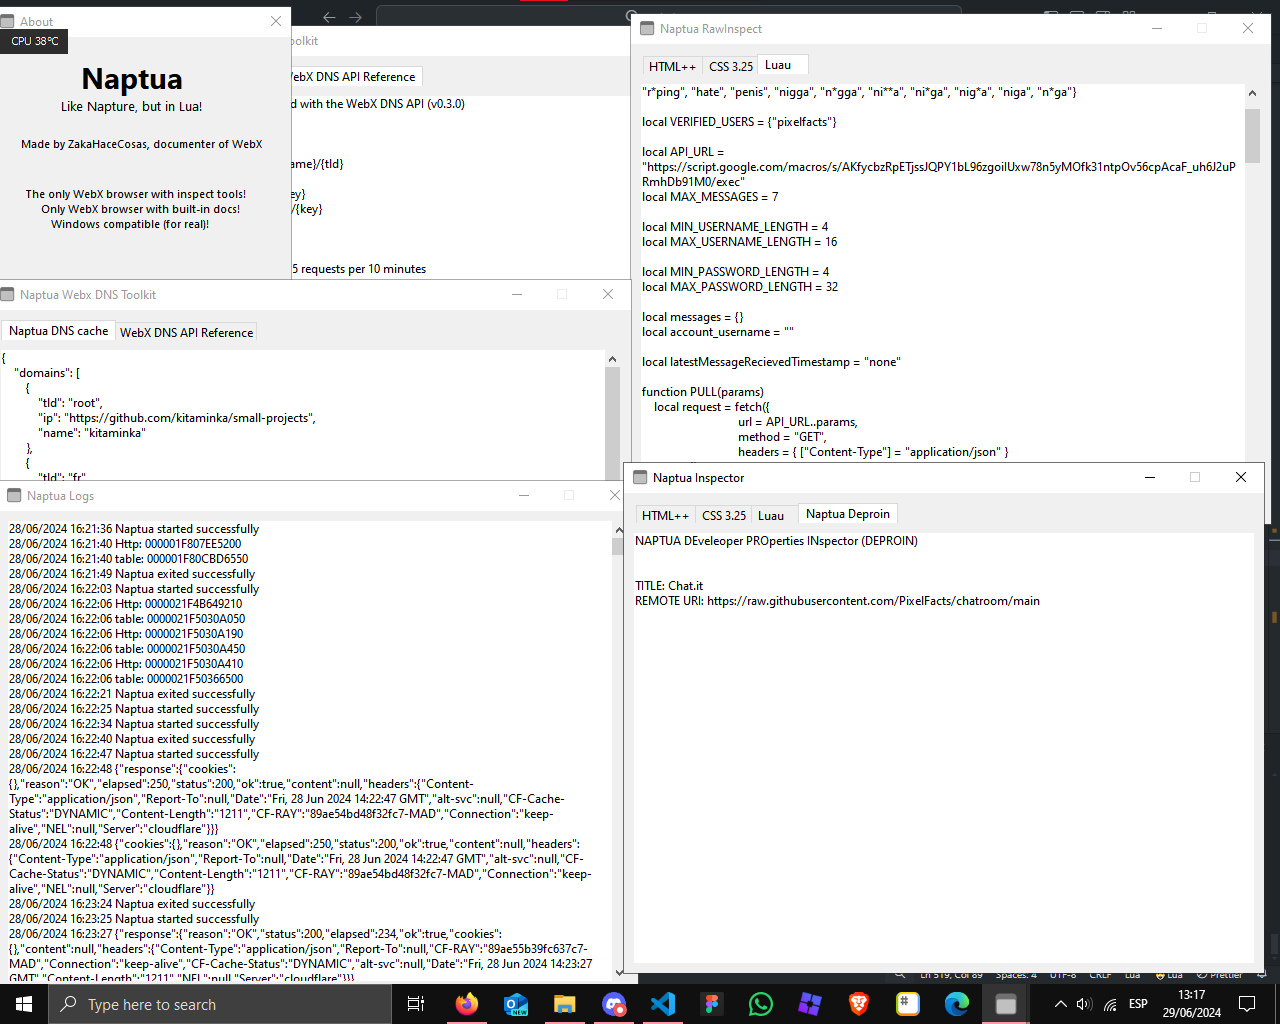 About
CPU 38°C
Naptua
Like Napture, but in Lua!
Made by ZakaHaceCosas, documenter of WebX
The only WebX browser with inspect tools!
Only WebX browser with built-in docs!
Windows compatible (for real)!
oolkit
WebX DNS API Reference
d with the WebX DNS API (v0.3.0)
ame}/{tld}
ey}
/{key}
5 requests per 10 minutes
Naptua RawInspect
HTML++
CSS 3.25
Luau
"r*ping", "hate", "penis", "nigga", "n*gga", "ni**a", "ni*ga", "nig*a", "niga", "n*ga"}
local VERIFIED_USERS = {"pixelfacts"}
local API_URL =
"https://script.google.com/macros/s/AKfycbzRpETjssJQPY1bL96zgoilUxw78n5yMOfk31ntpOv56cpAcaF_uh6J2uP
RmhDb91M0/exec"
local MAX_MESSAGES = 7
local MIN_USERNAME_LENGTH = 4
local MAX_USERNAME_LENGTH = 16
local MIN_PASSWORD_LENGTH = 4
local MAX_PASSWORD_LENGTH = 32
local messages = {}
local account_username = ""
local latestMessageRecievedTimestamp = "none"
function PULL(params)
local request = fetch({
url = API_URL..params,
method = "GET",
headers = { ["Content-Type"] = "application/json" }
Naptua Webx DNS Toolkit
Naptua DNS cache
WebX DNS API Reference
{
"domains": [
{
"tld": "root",
"ip": "https://github.com/kitaminka/small-projects",
"name": "kitaminka"
},
{
"tld": "fr"
Naptua Logs
28/06/2024 16:21:36 Naptua started successfully
28/06/2024 16:21:40 Http: 000001F807EE5200
28/06/2024 16:21:40 table: 000001F80CBD6550
28/06/2024 16:21:49 Naptua exited successfully
28/06/2024 16:22:03 Naptua started successfully
28/06/2024 16:22:06 Http: 0000021F4B649210
28/06/2024 16:22:06 table: 0000021F5030A050
28/06/2024 16:22:06 Http: 0000021F5030A190
28/06/2024 16:22:06 table: 0000021F5030A450
28/06/2024 16:22:06 Http: 0000021F5030A410
28/06/2024 16:22:06 table: 0000021F50366500
28/06/2024 16:22:21 Naptua exited successfully
28/06/2024 16:22:25 Naptua started successfully
28/06/2024 16:22:34 Naptua started successfully
28/06/2024 16:22:40 Naptua exited successfully
28/06/2024 16:22:47 Naptua started successfully
28/06/2024 16:22:48 {"response":{"cookies":
{},"reason":"OK","elapsed":250,"status":200,"ok":true,"content":null,"headers":{"Content-
Type":"application/json","Report-To":null,"Date":"Fri, 28 Jun 2024 14:22:47 GMT","alt-svc":null,"CF-Cache-
Status":"DYNAMIC","Content-Length":"1211","CF-RAY":"89ae54bd48f32fc7-MAD","Connection":"keep-
alive","NEL":null,"Server":"cloudflare"}}}
28/06/2024 16:22:48 {"cookies":{},"reason":"OK","elapsed":250,"status":200,"ok":true,"content":null,"headers":
{"Content-Type":"application/json","Report-To":null,"Date":"Fri, 28 Jun 2024 14:22:47 GMT","alt-svc":null,"CF-
Cache-Status":"DYNAMIC","Content-Length":"1211","CF-RAY":"89ae54bd48f32fc7-MAD","Connection":"keep-
alive","NEL":null,"Server":"cloudflare"}}
28/06/2024 16:23:24 Naptua exited successfully
28/06/2024 16:23:25 Naptua started successfully
28/06/2024 16:23:27 {"response":{"reason":"OK","status":200,"elapsed":234,"ok":true,"cookies":
{},"content":null,"headers":{"Content-Type":"application/json","Report-To":null,"CF-RAY":"89ae55b39fc637c7-
MAD","Connection":"keep-alive","CF-Cache-Status":"DYNAMIC","alt-svc":null,"Date":"Fri, 28 Jun 2024 14:23:27
GMT","Content-Length":"1211","NEL":null,"Server":"cloudflare"}}}
Naptua Inspector
HTML++
CSS 3.25
Luau
Naptua Deproin
NAPTUA DEveleoper PROperties INspector (DEPROIN)
TITLE: Chat.it
REMOTE URI: https://raw.githubusercontent.com/PixelFacts/chatroom/main
Ln 519, Col 89 Spaces: 4 UTF-8 CRLF Lua Lua Prettier
Type here to search
NEW
ESP
13:17
29/06/2024